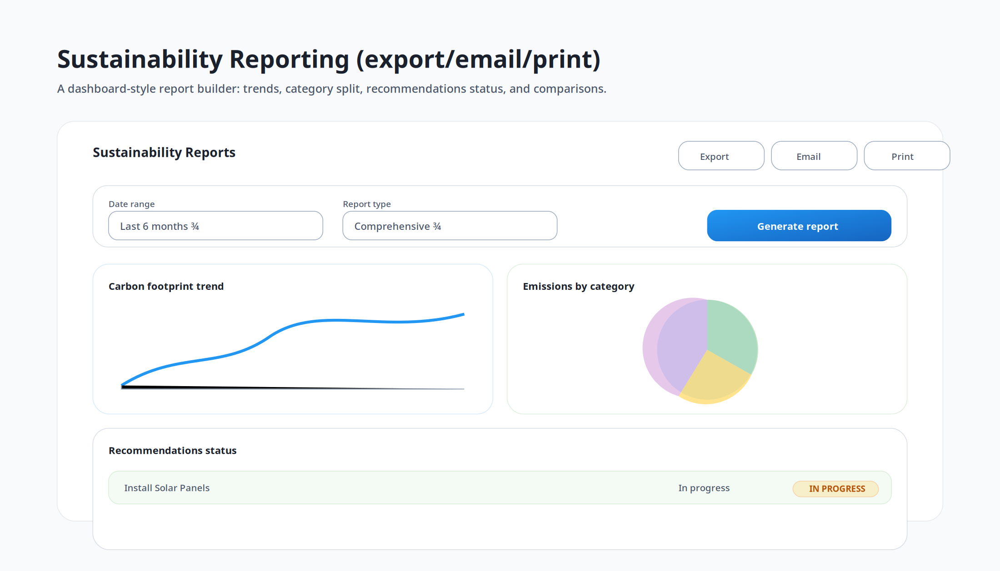 Sustainability Reporting (export/email/print)
A dashboard-style report builder: trends, category split, recommendations status, and comparisons.
Sustainability Reports
Export
Email
Print
Date range
Report type
Last 6 months ¾
Comprehensive ¾
Generate report
Carbon footprint trend
Emissions by category
Recommendations status
Install Solar Panels
In progress
IN PROGRESS